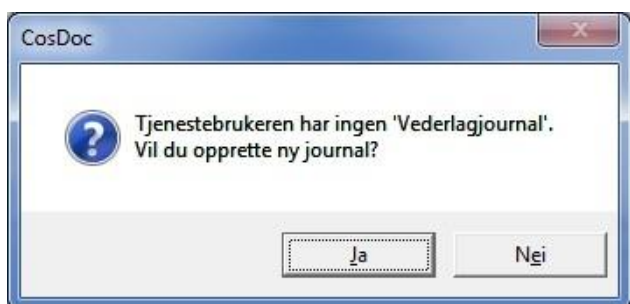 CosDoc
Tjenestebrukeren har ingen 'Vederlagjournal'.
Vil du opprette ny journal?
Ja
Nei